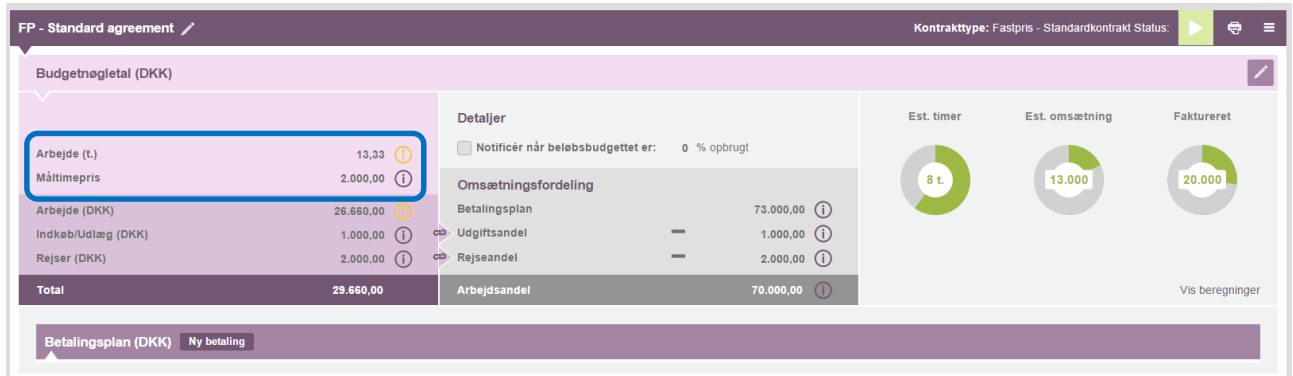 FP - Standard agreement
Kontrakttype: Fastpris - Standardkontrakt Status:
Budgetnøgletal (DKK)
Arbejde (t.) 13,33
Måltimepris 2.000,00
Arbejde (DKK) 26.660,00
Indkøb/Udlæg (DKK) 1.000,00
Rejser (DKK) 2.000,00
Total 29.660,00
Detaljer
Notificér når beløbsbudgettet er: 0 % opbrugt
Omsætningsfordeling
Betalingsplan 73.000,00
Udgiftsandel 1.000,00
Rejseandel 2.000,00
Arbejdsandel 70.000,00
Est. timer Est. omsætning Faktureret
8 t. 13.000 20.000
Vis beregninger
Betalingsplan (DKK) Ny betaling